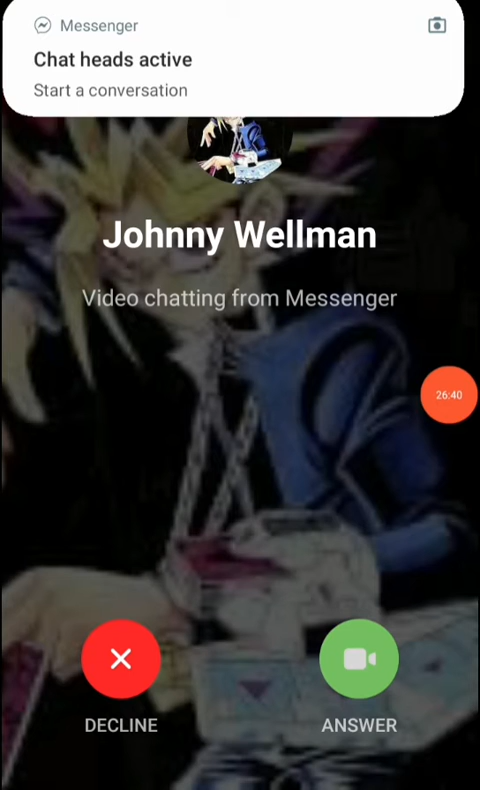 Messenger
Chat heads active
Start a conversation
Johnny Wellman
Video chatting from Messenger
26:40
DECLINE
ANSWER